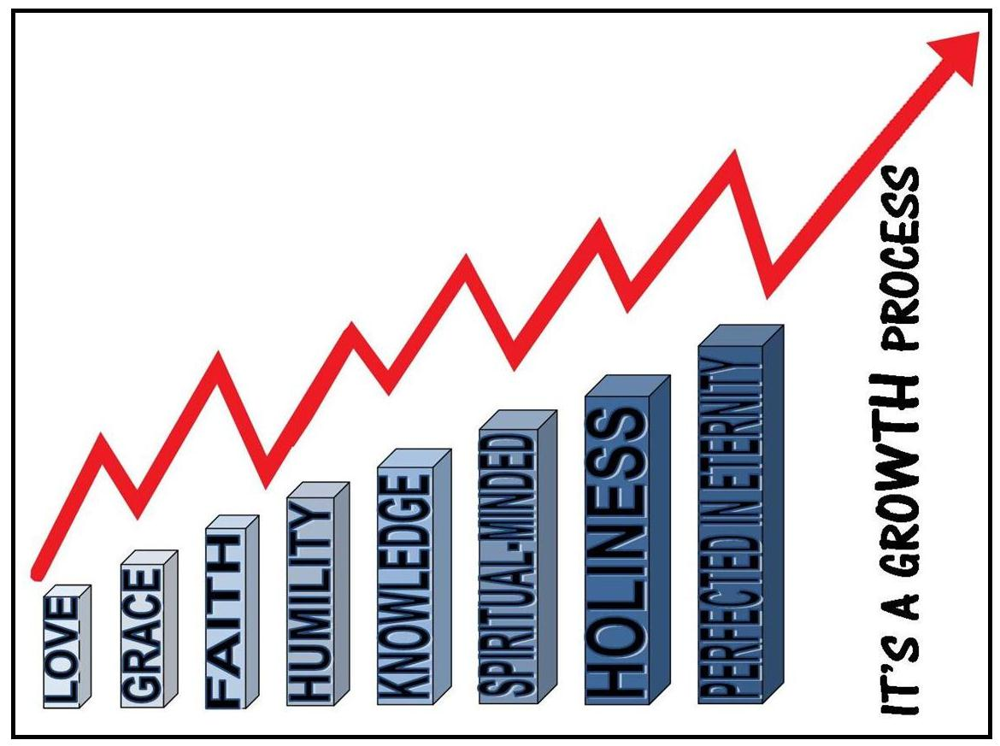 LOVE
GRACE
FAITH
HUMILITY
KNOWLEDGE
SPIRITUAL-MINDED
HOLINESS
PERFECTED IN ETERNITY
IT'S A GROWTH PROCESS